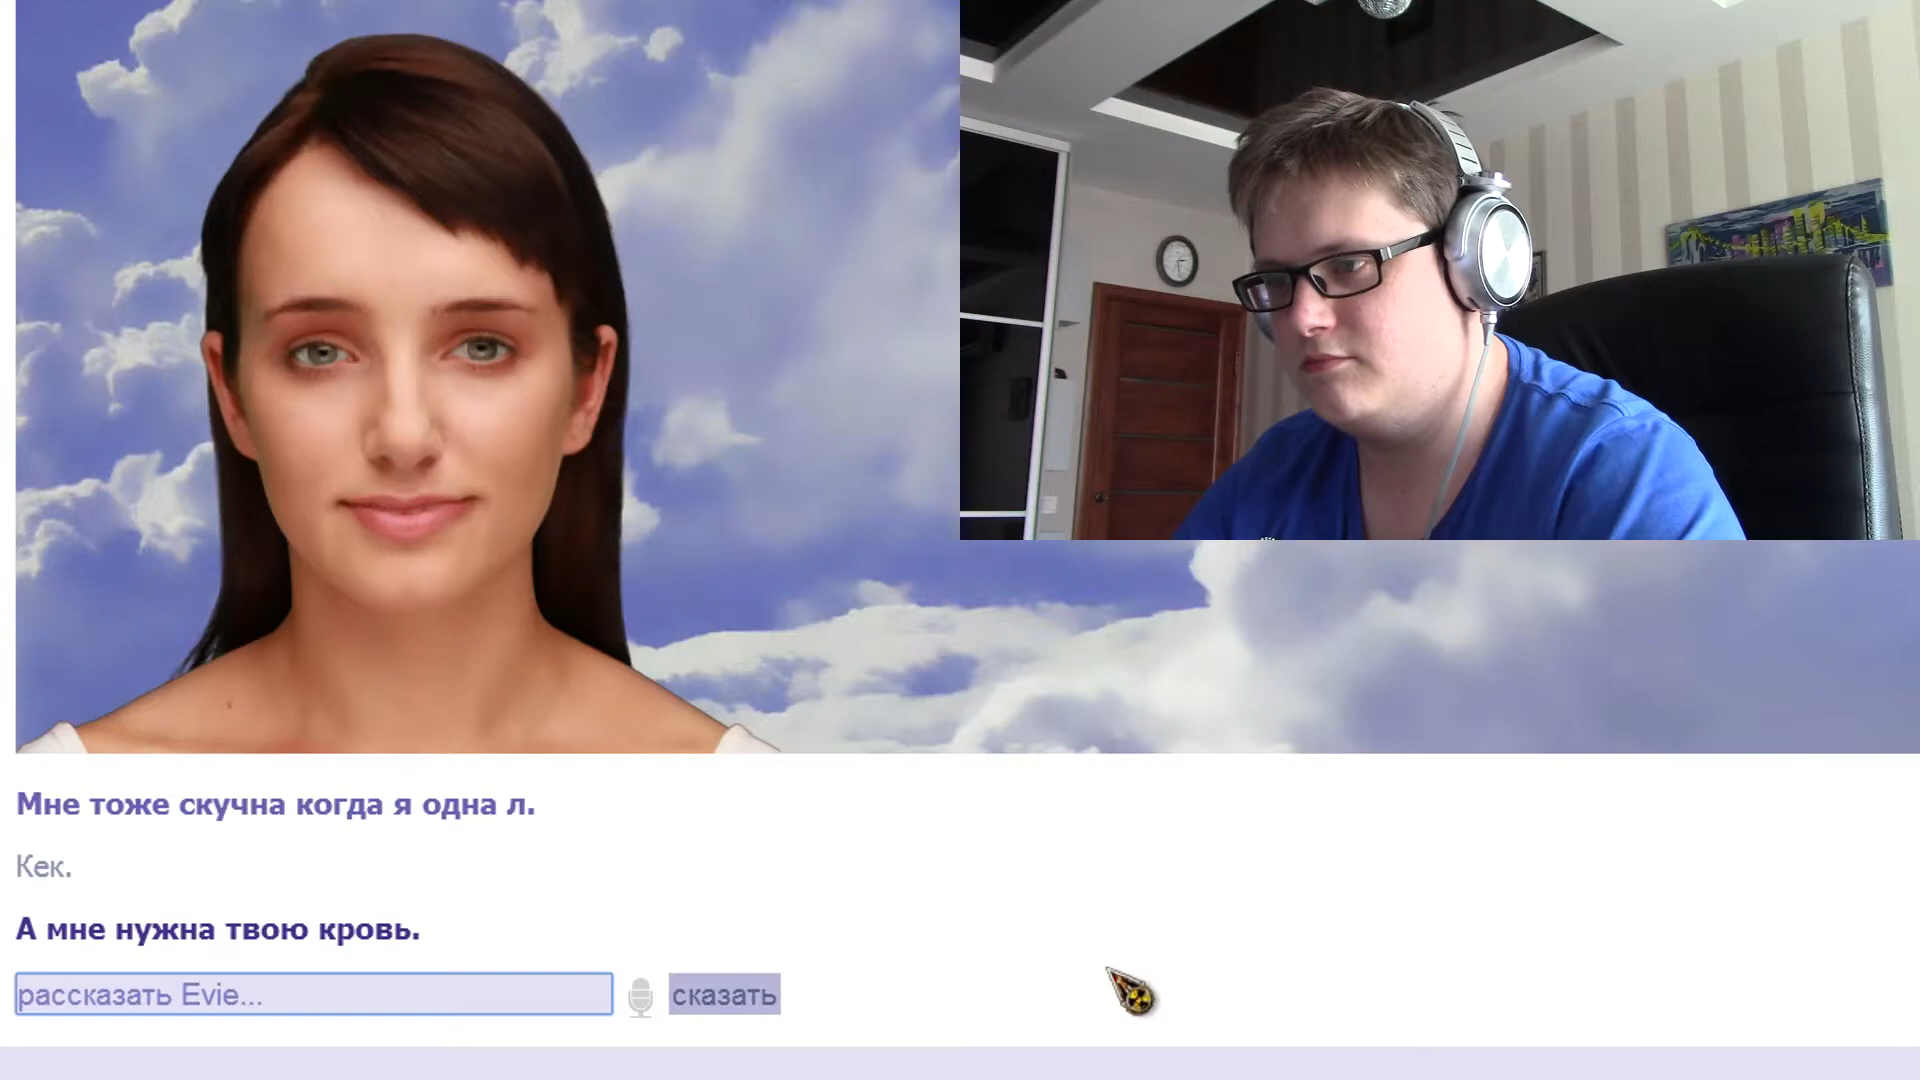 Мне тоже скучна когда я одна л.
Кек.
А мне нужна твою кровь.
рассказать Evie...
сказать